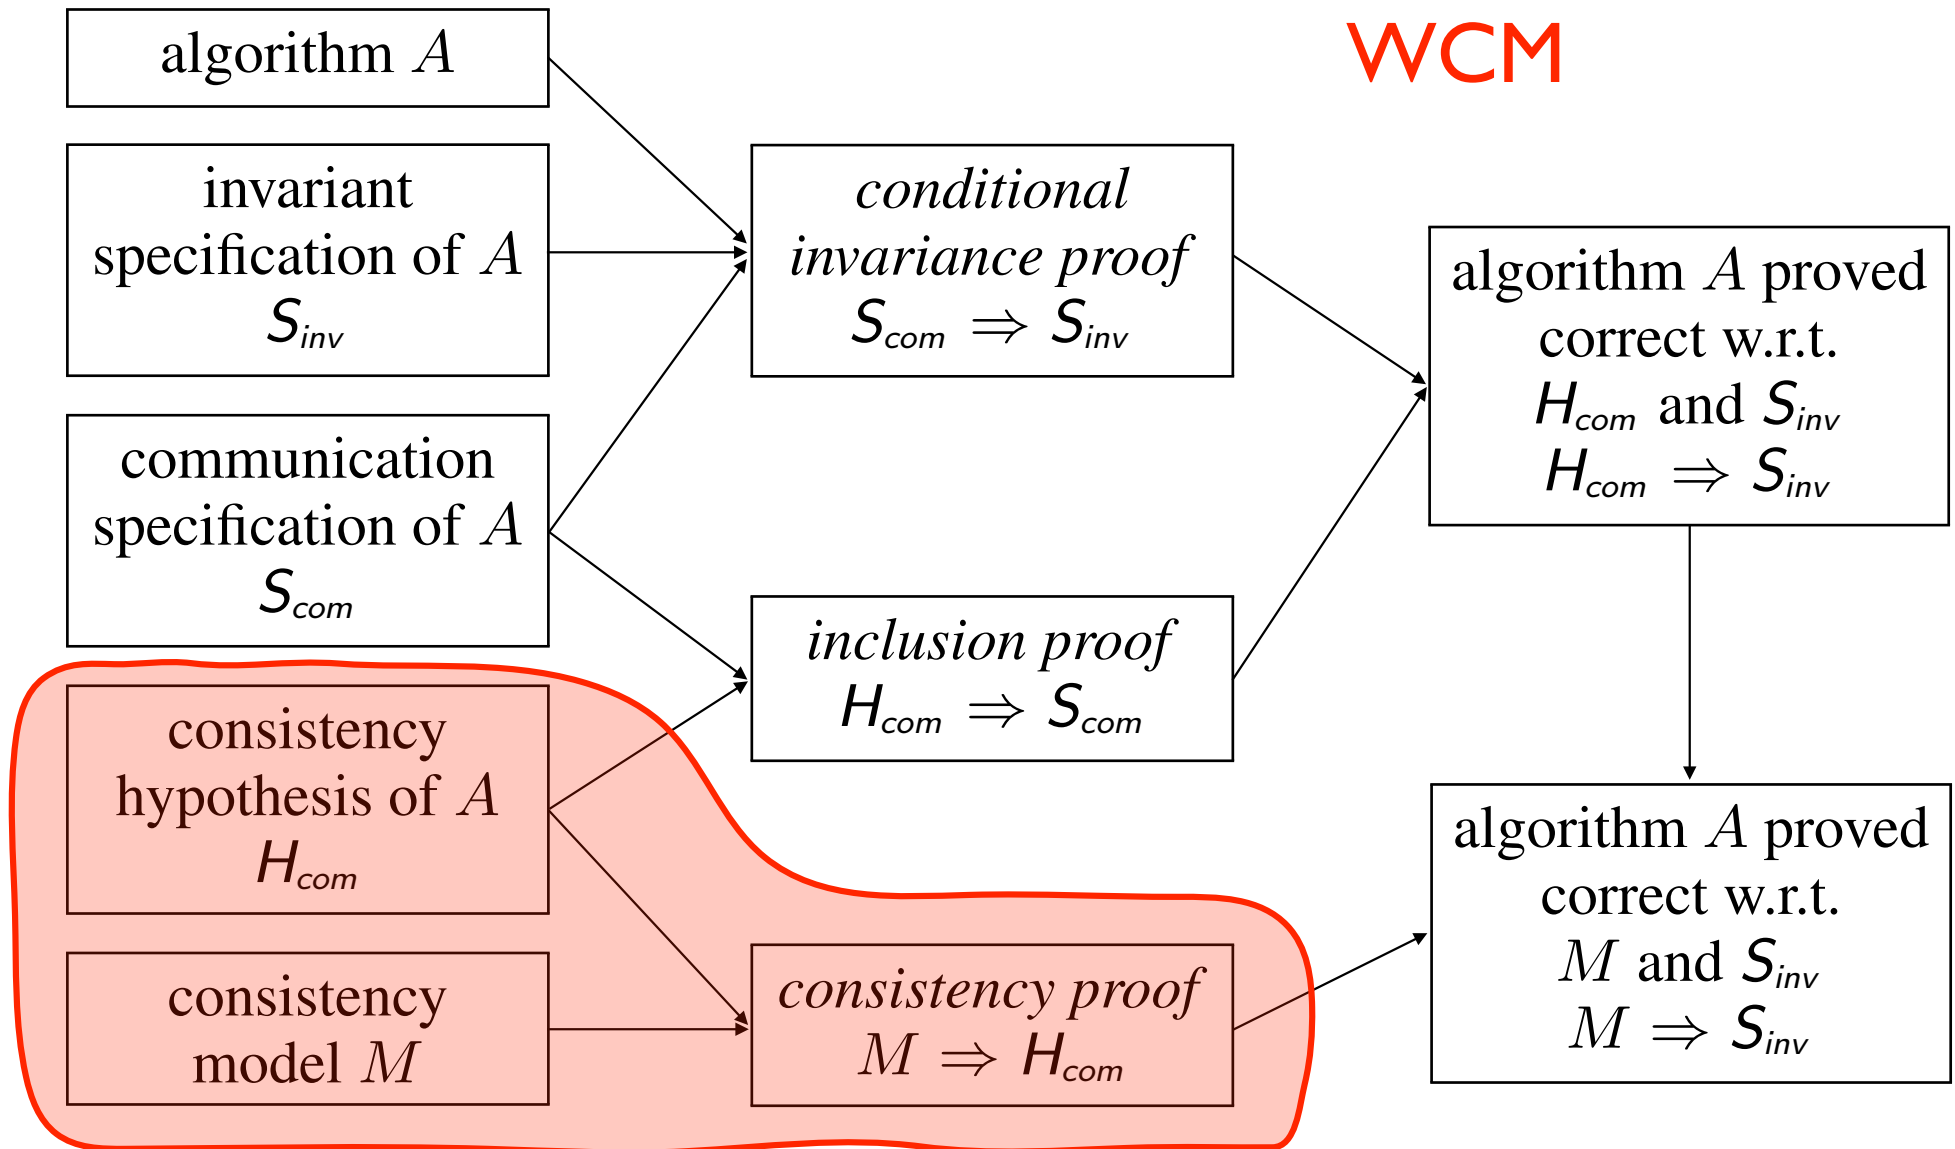 WCM
algorithm A
invariant
specification of A
S_inv
communication
specification of A
S_com
consistency
hypothesis of A
H_com
consistency
model M
conditional
invariance proof
S_com ⇒ S_inv
inclusion proof
H_com ⇒ S_com
consistency proof
M ⇒ H_com
algorithm A proved
correct w.r.t.
H_com and S_inv
H_com ⇒ S_inv
algorithm A proved
correct w.r.t.
M and S_inv
M ⇒ S_inv